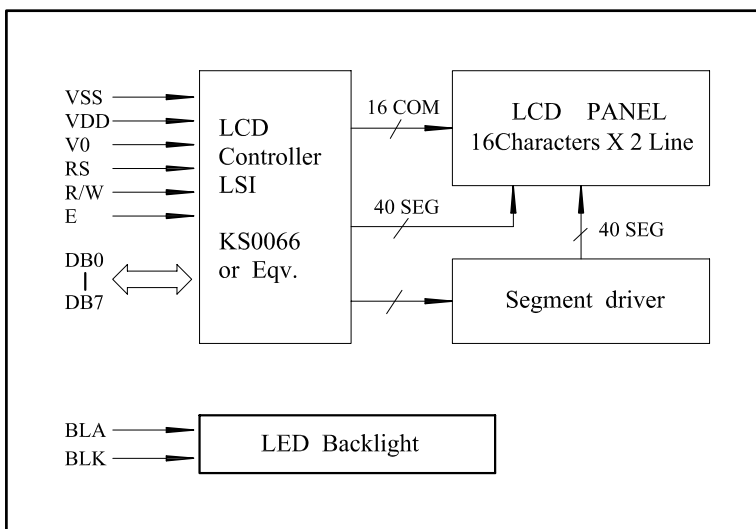 VSS
VDD
V0
RS
R/W
E
DB0
DB7
LCD
Controller
LSI
KS0066
or Eqv.
16 COM
40 SEG
LCD PANEL
16Characters X 2 Line
40 SEG
Segment driver
BLA
BLK
LED Backlight